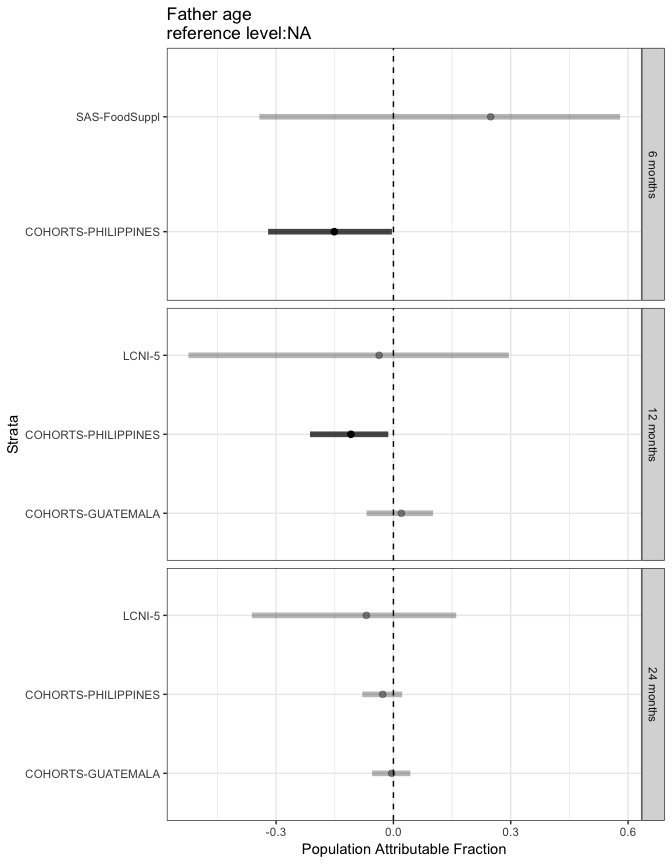 Father age
reference level:NA
SAS-FoodSuppl
COHORTS-PHILIPPINES
6 months
LCNI-5
COHORTS-PHILIPPINES
COHORTS-GUATEMALA
12 months
LCNI-5
COHORTS-PHILIPPINES
COHORTS-GUATEMALA
24 months
Strata
-0.3 0.0 0.3 0.6
Population Attributable Fraction